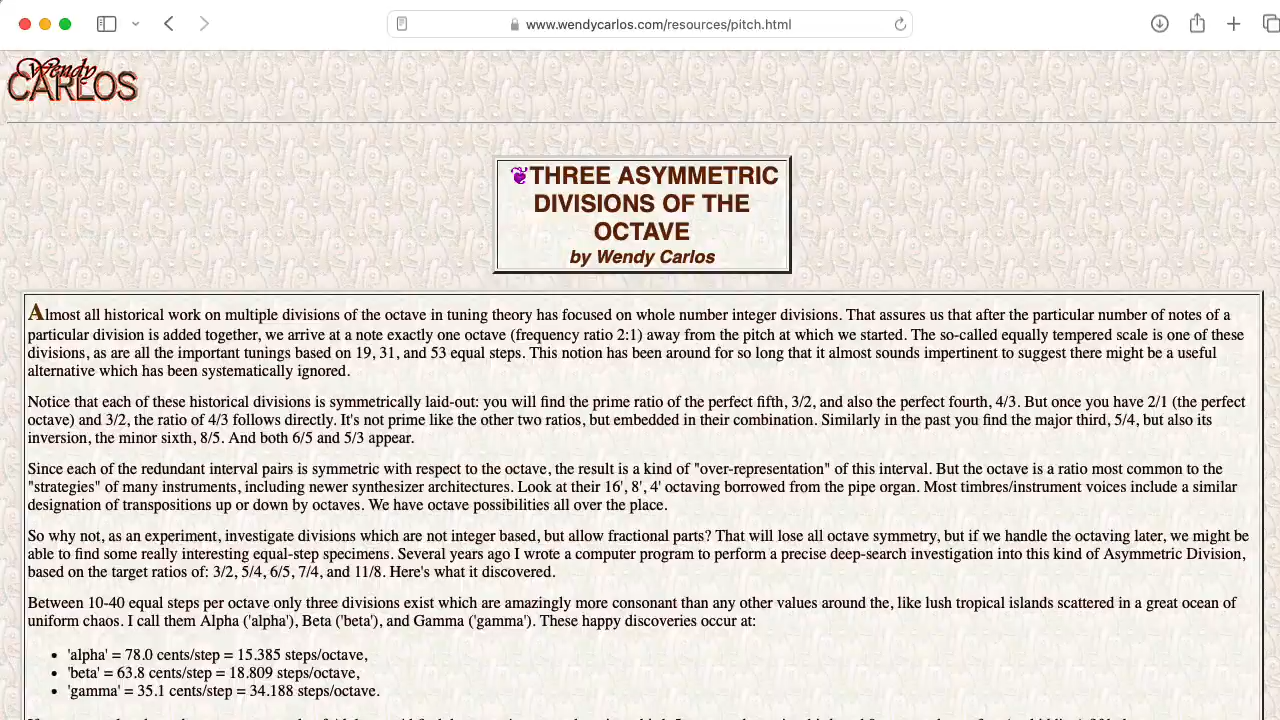 www.wendycarlos.com/resources/pitch.html
Wendy
CARLOS
THREE ASYMMETRIC
DIVISIONS OF THE
OCTAVE
by Wendy Carlos
Almost all historical work on multiple divisions of the octave in tuning theory has focused on whole number integer divisions. That assures us that after the particular number of notes of a
particular division is added together, we arrive at a note exactly one octave (frequency ratio 2:1) away from the pitch at which we started. The so-called equally tempered scale is one of these
divisions, as are all the important tunings based on 19, 31, and 53 equal steps. This notion has been around for so long that it almost sounds impertinent to suggest there might be a useful
alternative which has been systematically ignored.
Notice that each of these historical divisions is symmetrically laid-out: you will find the prime ratio of the perfect fifth, 3/2, and also the perfect fourth, 4/3. But once you have 2/1 (the perfect
octave) and 3/2, the ratio of 4/3 follows directly. It's not prime like the other two ratios, but embedded in their combination. Similarly in the past you find the major third, 5/4, but also its
inversion, the minor sixth, 8/5. And both 6/5 and 5/3 appear.
Since each of the redundant interval pairs is symmetric with respect to the octave, the result is a kind of "over-representation" of this interval. But the octave is a ratio most common to the
"strategies" of many instruments, including newer synthesizer architectures. Look at their 16', 8', 4' octaving borrowed from the pipe organ. Most timbres/instrument voices include a similar
designation of transpositions up or down by octaves. We have octave possibilities all over the place.
So why not, as an experiment, investigate divisions which are not integer based, but allow fractional parts? That will lose all octave symmetry, but if we handle the octaving later, we might be
able to find some really interesting equal-step specimens. Several years ago I wrote a computer program to perform a precise deep-search investigation into this kind of Asymmetric Division,
based on the target ratios of: 3/2, 5/4, 6/5, 7/4, and 11/8. Here's what it discovered.
Between 10-40 equal steps per octave only three divisions exist which are amazingly more consonant than any other values around the, like lush tropical islands scattered in a great ocean of
uniform chaos. I call them Alpha ('alpha'), Beta ('beta'), and Gamma ('gamma'). These happy discoveries occur at:
• 'alpha' = 78.0 cents/step = 15.385 steps/octave,
• 'beta' = 63.8 cents/step = 18.809 steps/octave,
• 'gamma' = 35.1 cents/step = 34.188 steps/octave.